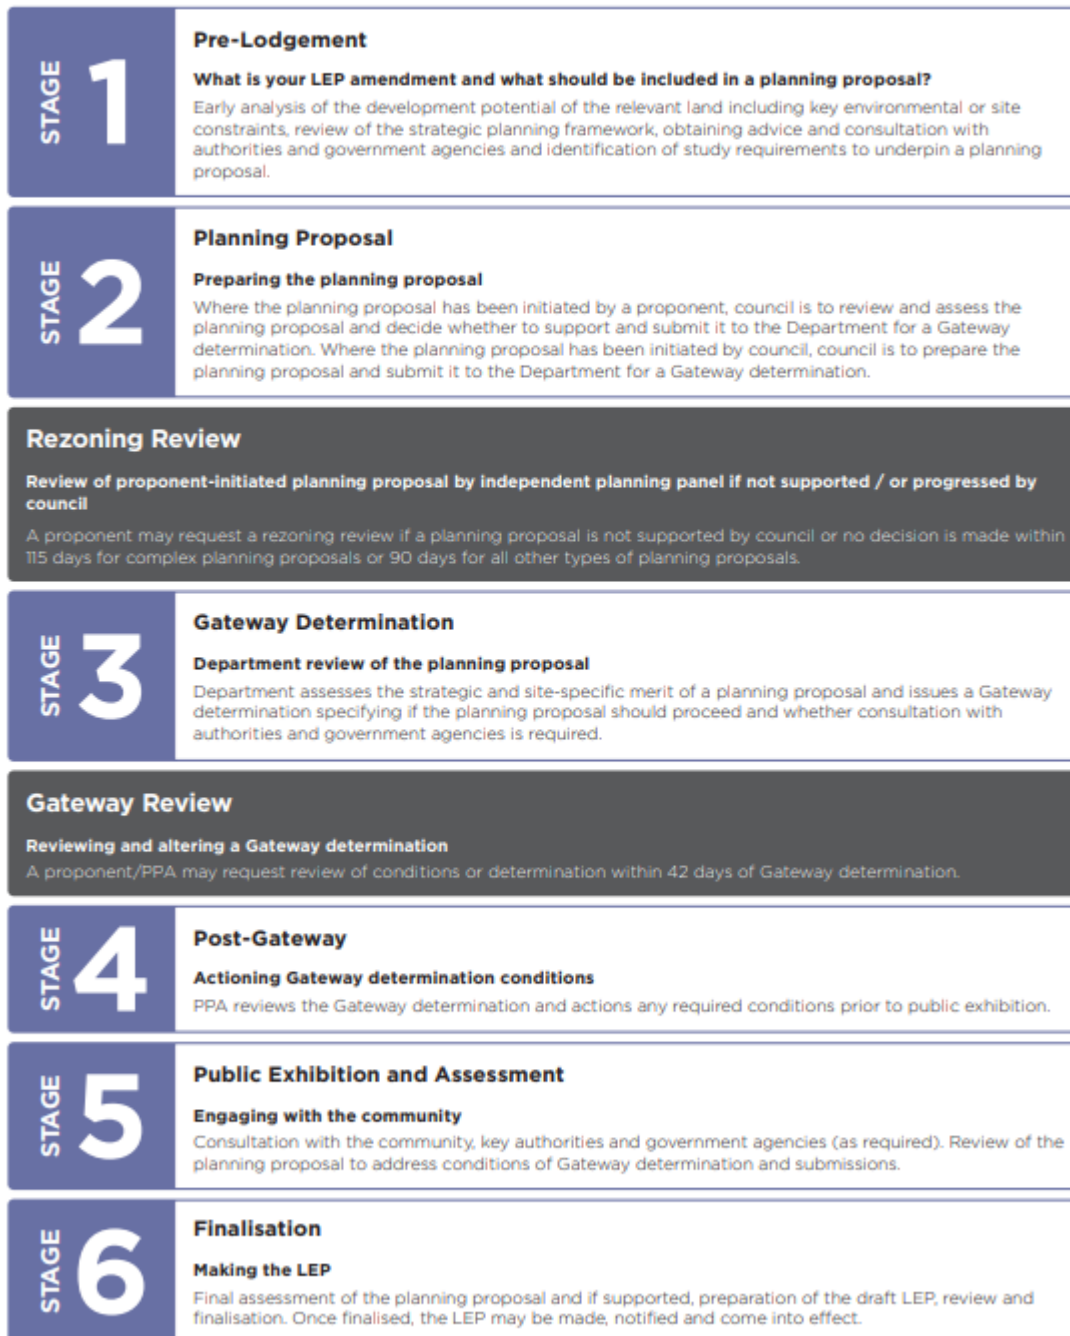 STAGE 1
Pre-Lodgement
What is your LEP amendment and what should be included in a planning proposal?
Early analysis of the development potential of the relevant land including key environmental or site
constraints, review of the strategic planning framework, obtaining advice and consultation with
authorities and government agencies and identification of study requirements to underpin a planning
proposal.
STAGE 2
Planning Proposal
Preparing the planning proposal
Where the planning proposal has been initiated by a proponent, council is to review and assess the
planning proposal and decide whether to support and submit it to the Department for a Gateway
determination. Where the planning proposal has been initiated by council, council is to prepare the
planning proposal and submit it to the Department for a Gateway determination.
Rezoning Review
Review of proponent-initiated planning proposal by independent planning panel if not supported / or progressed by
council
A proponent may request a rezoning review if a planning proposal is not supported by council or no decision is made within
115 days for complex planning proposals or 90 days for all other types of planning proposals.
STAGE 3
Gateway Determination
Department review of the planning proposal
Department assesses the strategic and site-specific merit of a planning proposal and issues a Gateway
determination specifying if the planning proposal should proceed and whether consultation with
authorities and government agencies is required.
Gateway Review
Reviewing and altering a Gateway determination
A proponent/PPA may request review of conditions or determination within 42 days of Gateway determination.
STAGE 4
Post-Gateway
Actioning Gateway determination conditions
PPA reviews the Gateway determination and actions any required conditions prior to public exhibition.
STAGE 5
Public Exhibition and Assessment
Engaging with the community
Consultation with the community, key authorities and government agencies (as required). Review of the
planning proposal to address conditions of Gateway determination and submissions.
STAGE 6
Finalisation
Making the LEP
Final assessment of the planning proposal and if supported, preparation of the draft LEP, review and
finalisation. Once finalised, the LEP may be made, notified and come into effect.